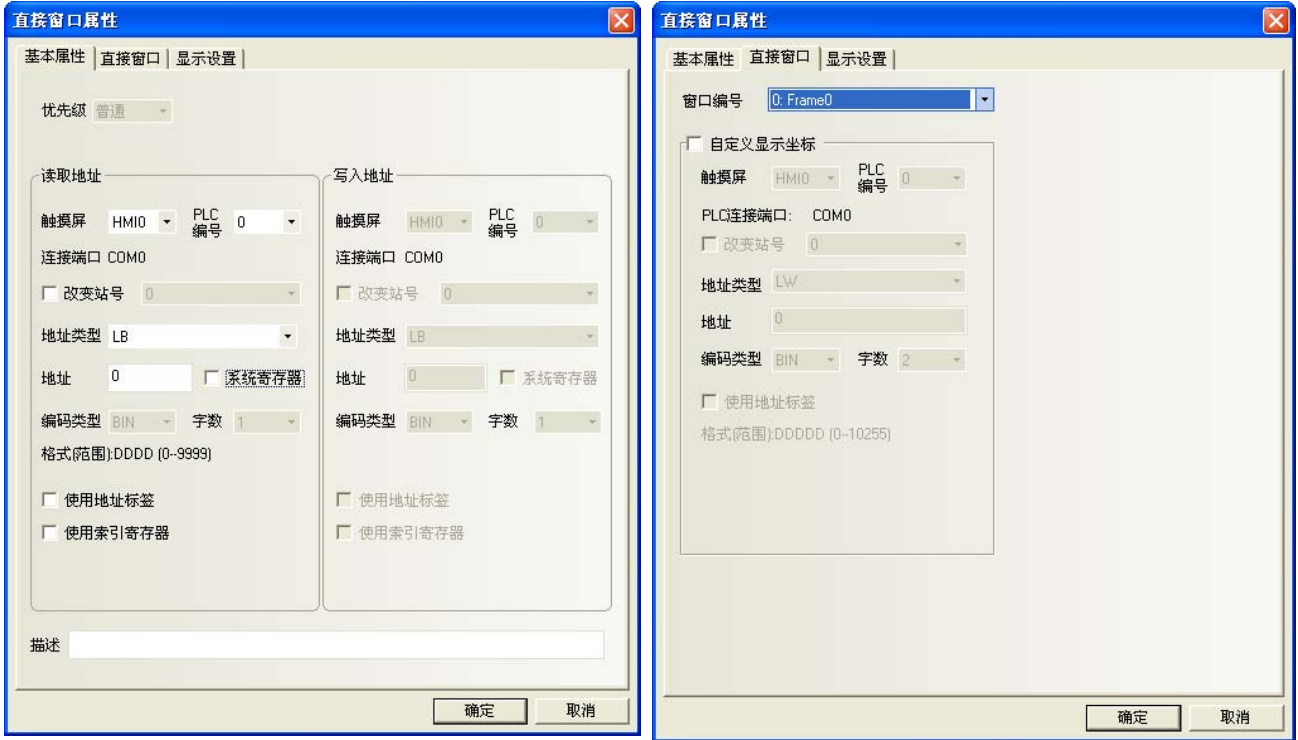 直接窗口属性
基本属性 直接窗口 显示设置
优先级 普通
读取地址
触摸屏 HMI0 PLC编号 0
连接端口 COM0
改变站号 0
地址类型 LB
地址 0 系统寄存器
编码类型 BIN 字数 1
格式(范围):DDDD (0--9999)
使用地址标签
使用索引寄存器
写入地址
触摸屏 HMI0 PLC编号 0
连接端口 COM0
改变站号 0
地址类型 LB
地址 0 系统寄存器
编码类型 BIN 字数 1
使用地址标签
使用索引寄存器
描述
确定 取消
直接窗口属性
基本属性 直接窗口 显示设置
窗口编号 0: Frame0
自定义显示坐标
触摸屏 HMI0 PLC编号 0
PLC连接端口: COM0
改变站号 0
地址类型 LW
地址 0
编码类型 BIN 字数 2
使用地址标签
格式(范围):DDDDD (0--10255)
确定 取消